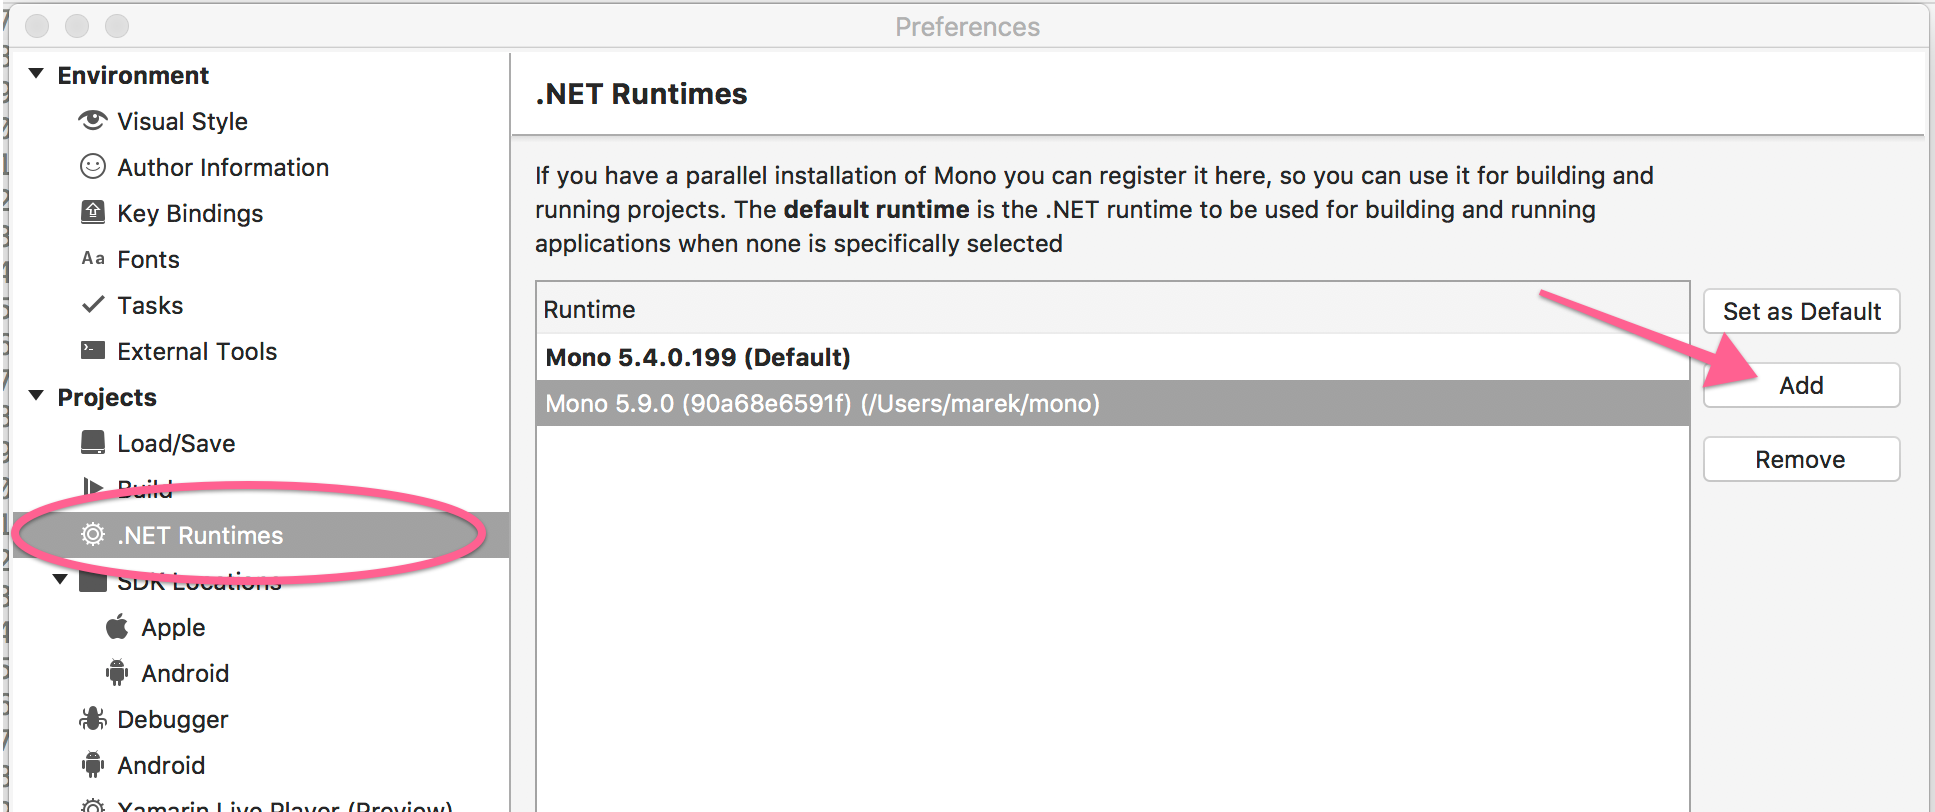 Preferences
Environment
Visual Style
Author Information
Key Bindings
Aa Fonts
Tasks
External Tools
Projects
Load/Save
Build
.NET Runtimes
SDK Locations
Apple
Android
Debugger
Android
Xamarin Live Player (Preview)
.NET Runtimes
If you have a parallel installation of Mono you can register it here, so you can use it for building and
running projects. The default runtime is the .NET runtime to be used for building and running
applications when none is specifically selected
Runtime
Mono 5.4.0.199 (Default)
Mono 5.9.0 (90a68e6591f) (/Users/marek/mono)
Set as Default
Add
Remove